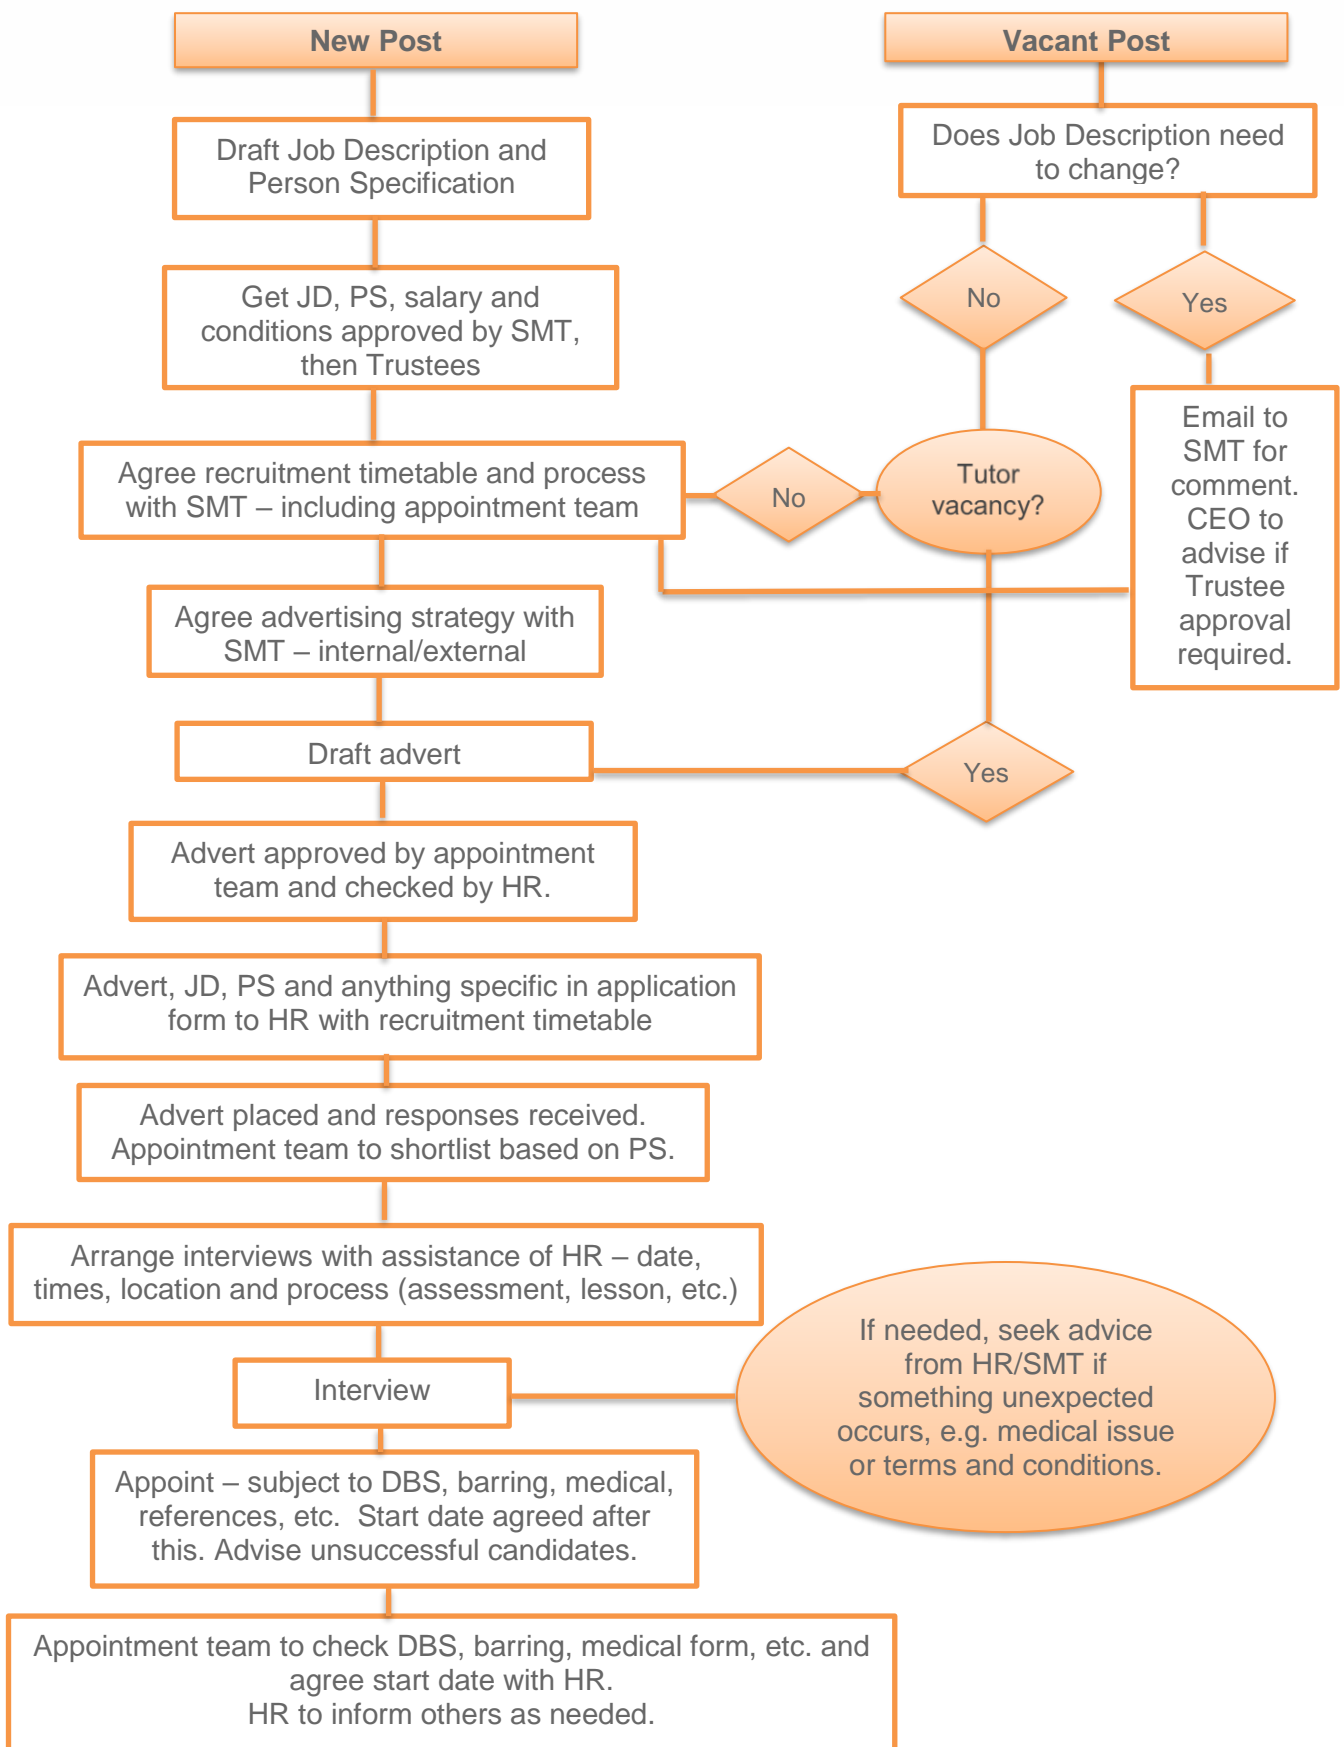 New Post
Draft Job Description and
Person Specification
Get JD, PS, salary and
conditions approved by SMT,
then Trustees
Agree recruitment timetable and process
with SMT – including appointment team
Agree advertising strategy with
SMT – internal/external
Draft advert
Advert approved by appointment
team and checked by HR.
Advert, JD, PS and anything specific in application
form to HR with recruitment timetable
Advert placed and responses received.
Appointment team to shortlist based on PS.
Arrange interviews with assistance of HR – date,
times, location and process (assessment, lesson, etc.)
Interview
Appoint – subject to DBS, barring, medical,
references, etc.  Start date agreed after
this. Advise unsuccessful candidates.
Appointment team to check DBS, barring, medical form, etc. and
agree start date with HR.
HR to inform others as needed.
Vacant Post
Does Job Description need
to change?
No
Yes
Tutor
vacancy?
No
Yes
Email to
SMT for
comment.
CEO to
advise if
Trustee
approval
required.
If needed, seek advice
from HR/SMT if
something unexpected
occurs, e.g. medical issue
or terms and conditions.